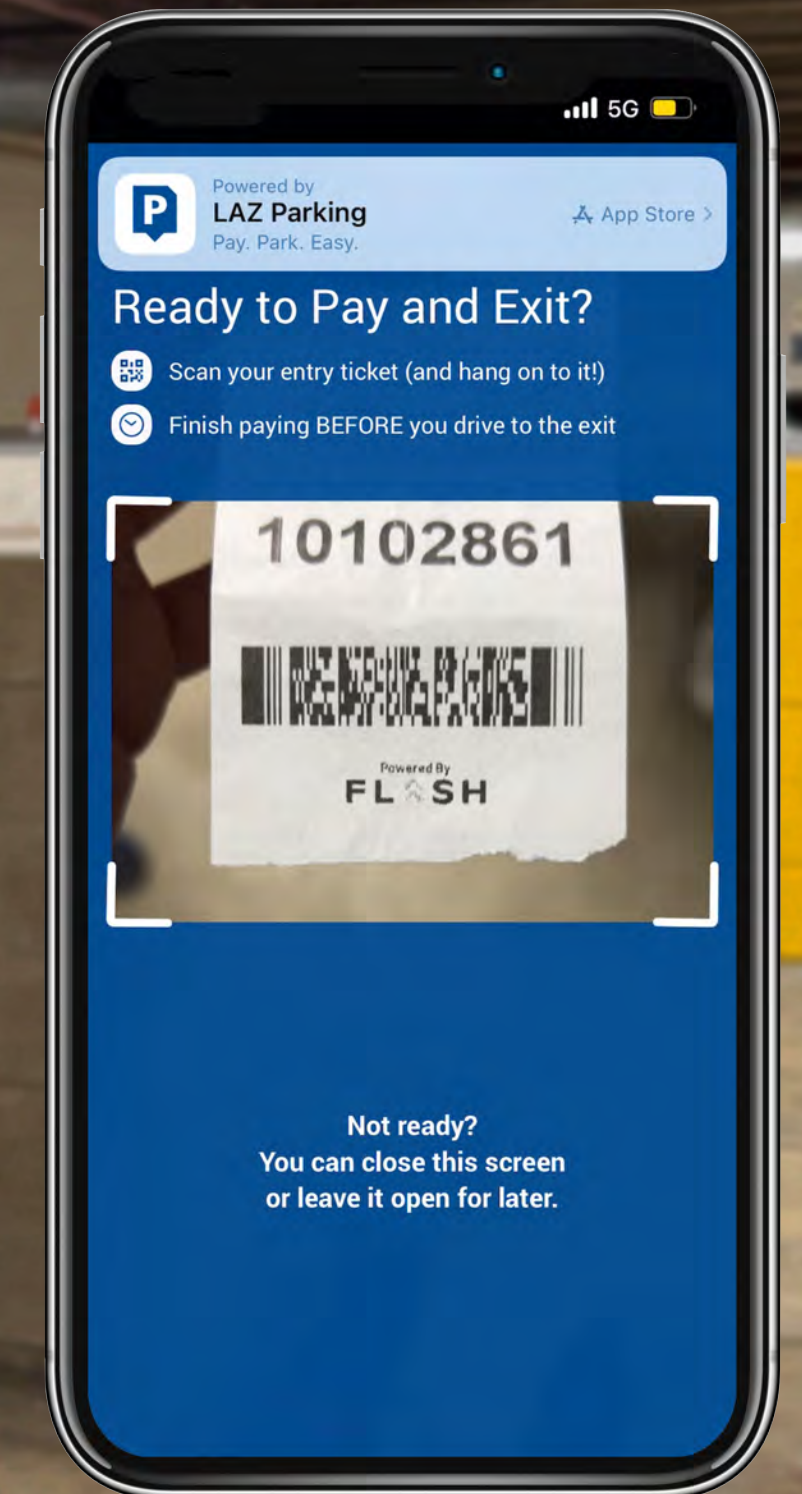 5G
Powered by
LAZ Parking
Pay. Park. Easy.
App Store >
Ready to Pay and Exit?
Scan your entry ticket (and hang on to it!)
Finish paying BEFORE you drive to the exit
10102861
Powered By
FLASH
Not ready?
You can close this screen
or leave it open for later.